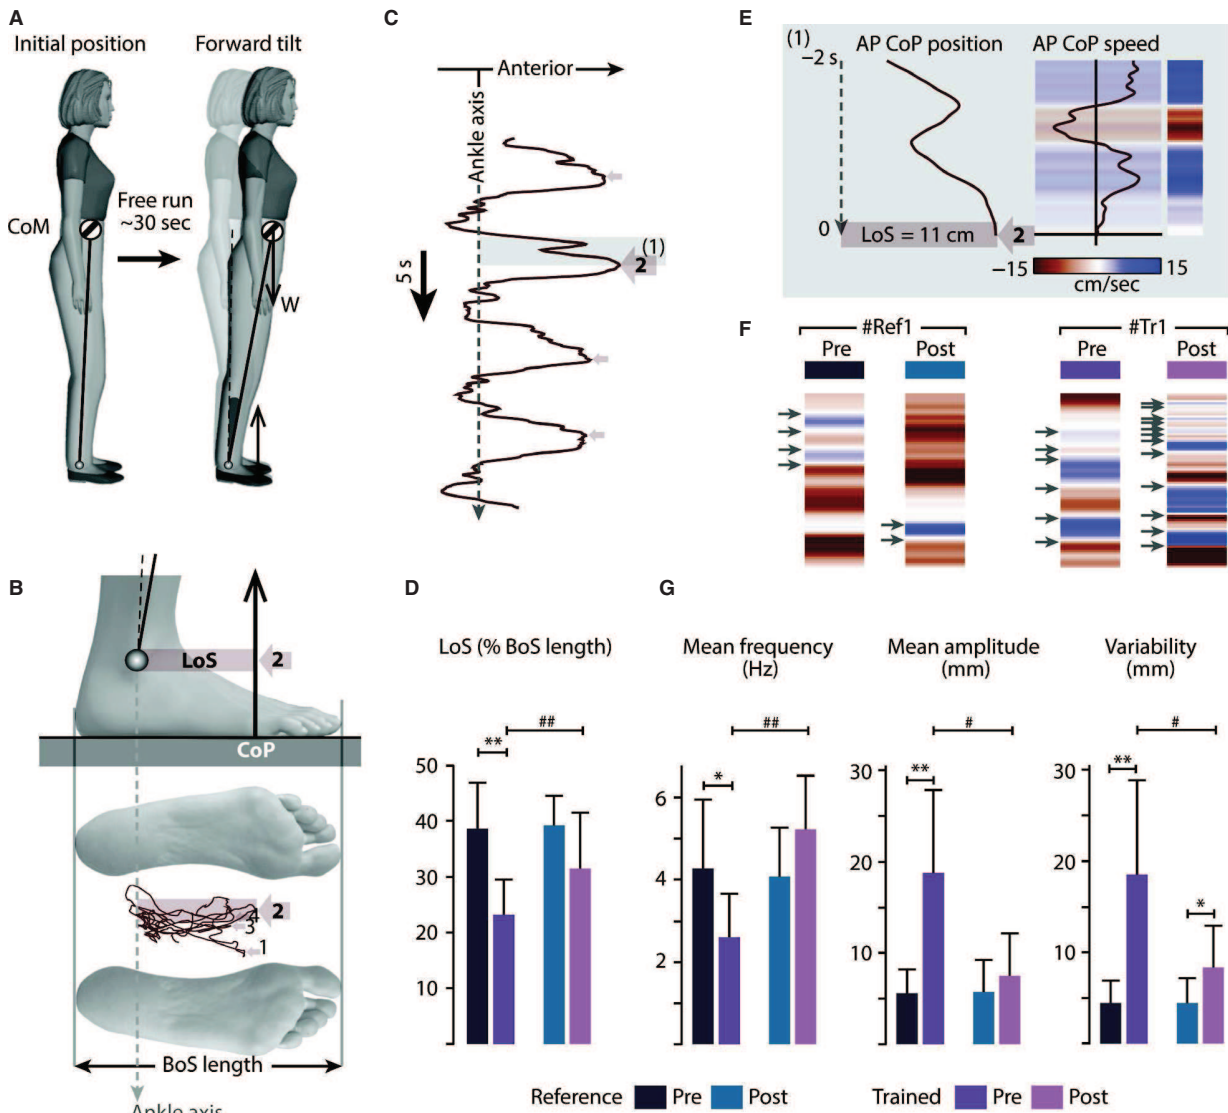 A
Initial position
Forward tilt
CoM
Free run
~30 sec
W
B
LoS
2
CoP
2
4
3
1
BoS length
Ankle axis
C
Anterior
Ankle axis
(1)
2
5 s
D
LoS (% BoS length)
##
**
50
40
30
20
10
E
(1)
AP CoP position
AP CoP speed
−2 s
0
LoS = 11 cm
2
−15
15
cm/sec
F
#Ref1
#Tr1
Pre
Post
Pre
Post
G
Mean frequency
(Hz)
##
*
6
4
2
Mean amplitude
(mm)
#
**
30
20
10
Variability
(mm)
#
**
*
30
20
10
Reference
Pre
Post
Trained
Pre
Post